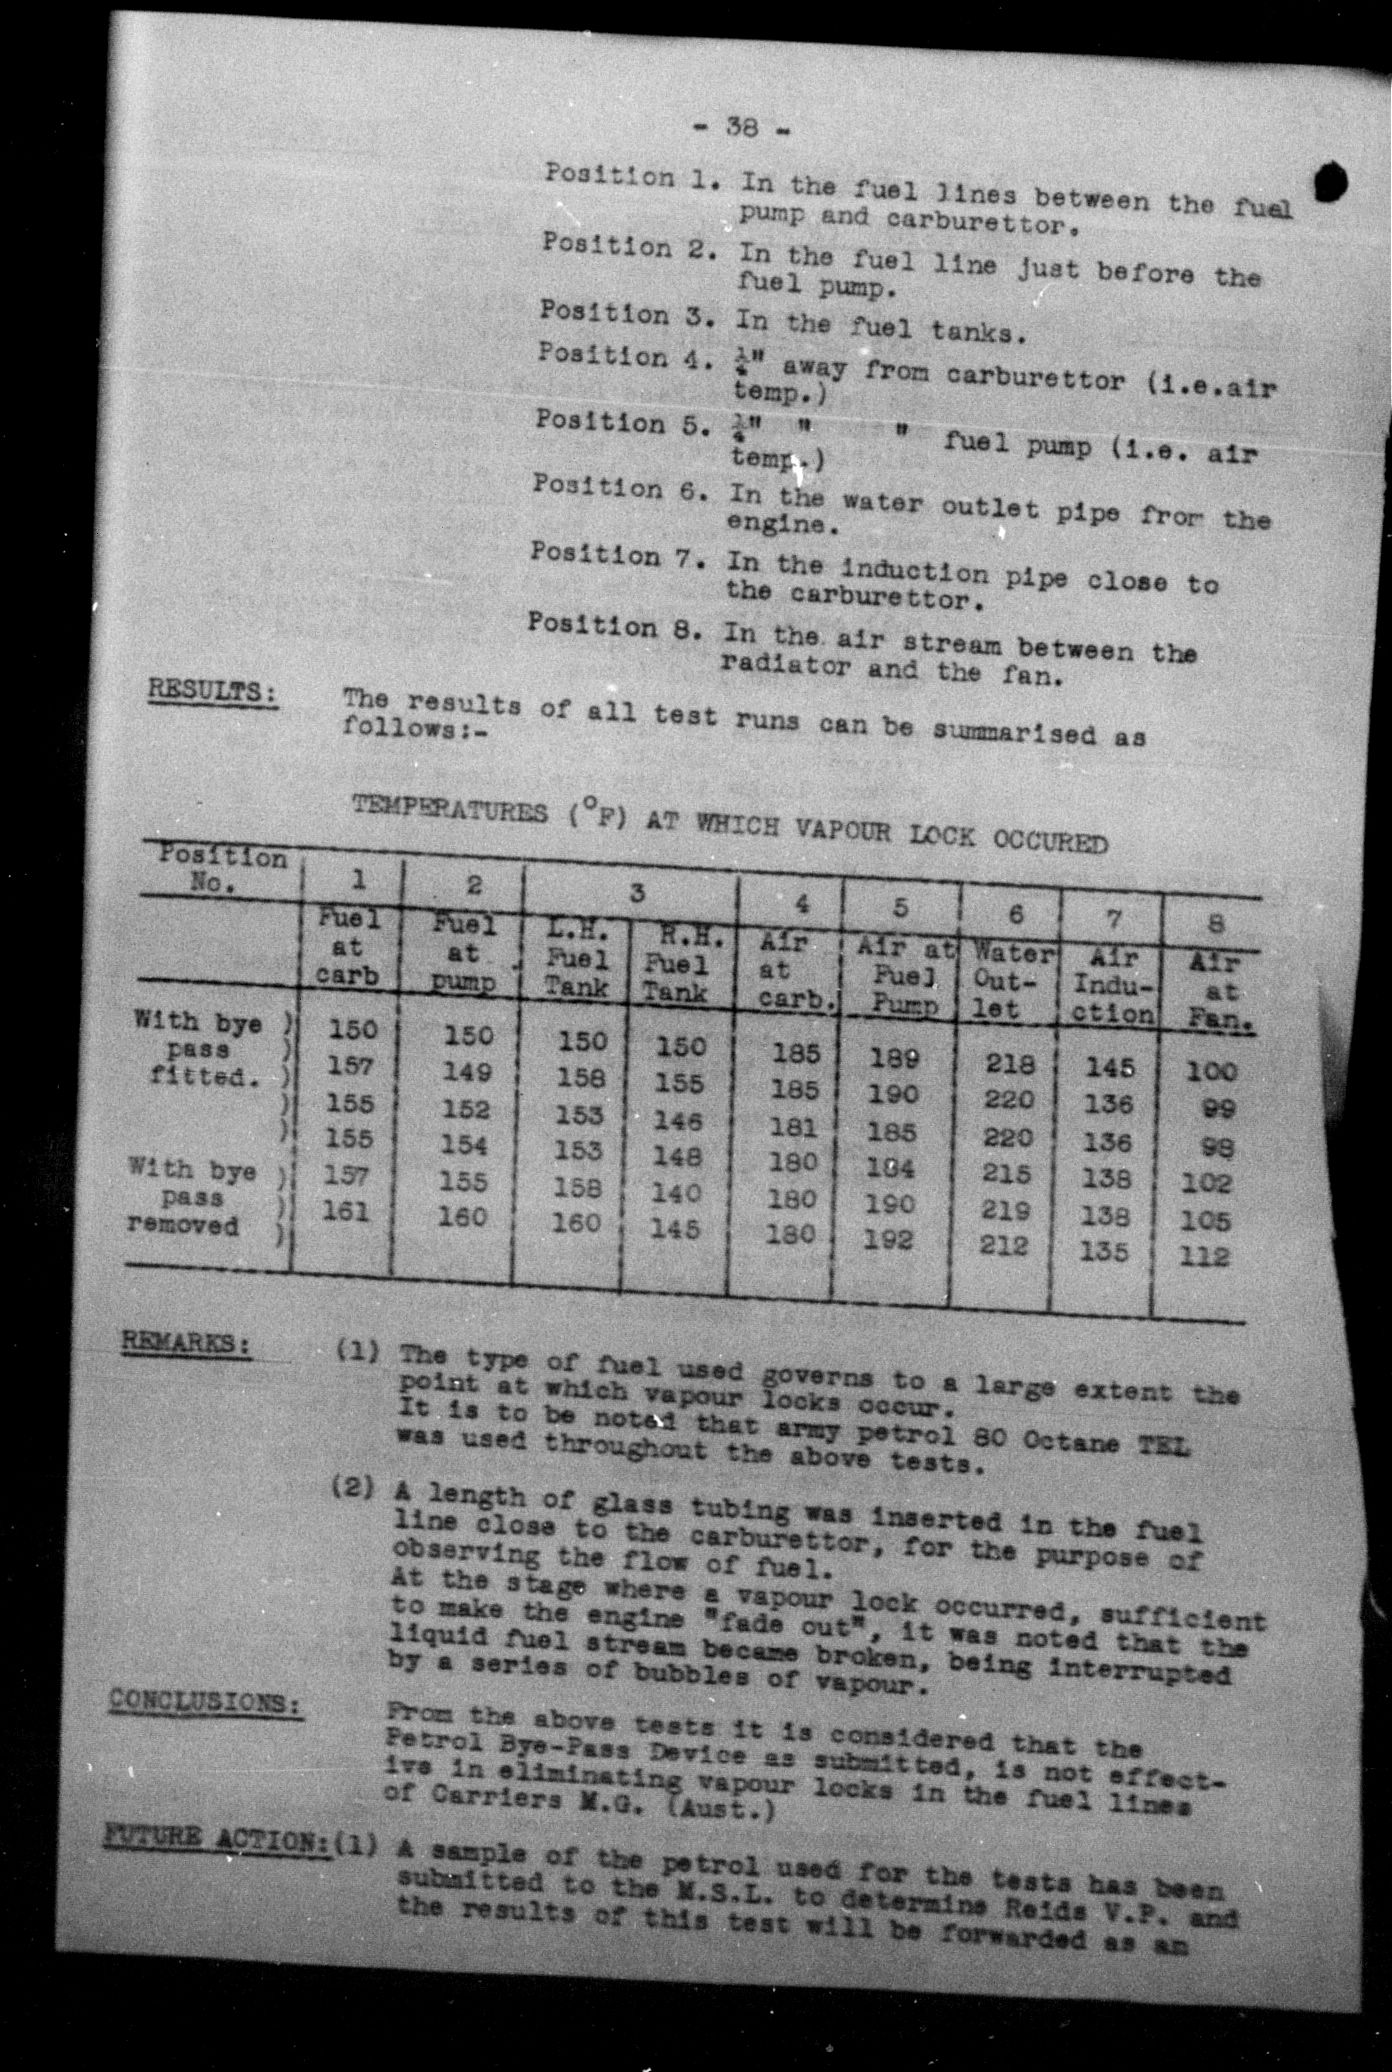 - 38 -
Position 1. In the fuel lines between the fuel
pump and carburettor.
Position 2. In the fuel line just before the
fuel pump.
Position 3. In the fuel tanks.
Position 4. ¼" away from carburettor (i.e.air
temp.)
Position 5. ¼" " " fuel pump (i.e. air
temp.)
Position 6. In the water outlet pipe from the
engine.
Position 7. In the induction pipe close to
the carburettor.
Position 8. In the air stream between the
radiator and the fan.
RESULTS: The results of all test runs can be summarised as
follows:-
TEMPERATURES (°F) AT WHICH VAPOUR LOCK OCCURED
Position
No. 1 2 3 4 5 6 7 8
Fuel Fuel L.H. R.H. Air Air at Water Air Air
at at Fuel Fuel at Fuel Out- Indu- at
carb pump Tank Tank carb. Pump let ction Fan.
With bye ) 150 150 150 150 185 189 218 145 100
pass ) 157 149 158 155 185 190 220 136 99
fitted. ) 155 152 153 146 181 185 220 136 98
) 155 154 153 148 180 184 215 138 102
With bye ) 157 155 158 140 180 190 219 138 105
pass ) 161 160 160 145 180 192 212 135 112
removed )
REMARKS: (1) The type of fuel used governs to a large extent the
point at which vapour locks occur.
It is to be noted that army petrol 80 Octane TEL
was used throughout the above tests.
(2) A length of glass tubing was inserted in the fuel
line close to the carburettor, for the purpose of
observing the flow of fuel.
At the stage where a vapour lock occurred, sufficient
to make the engine "fade out", it was noted that the
liquid fuel stream became broken, being interrupted
by a series of bubbles of vapour.
CONCLUSIONS: From the above tests it is considered that the
Petrol Bye-Pass Device as submitted, is not effect-
ive in eliminating vapour locks in the fuel lines
of Carriers M.G. (Aust.)
FUTURE ACTION:(1) A sample of the petrol used for the tests has been
submitted to the M.S.L. to determine Reids V.P. and
the results of this test will be forwarded as an